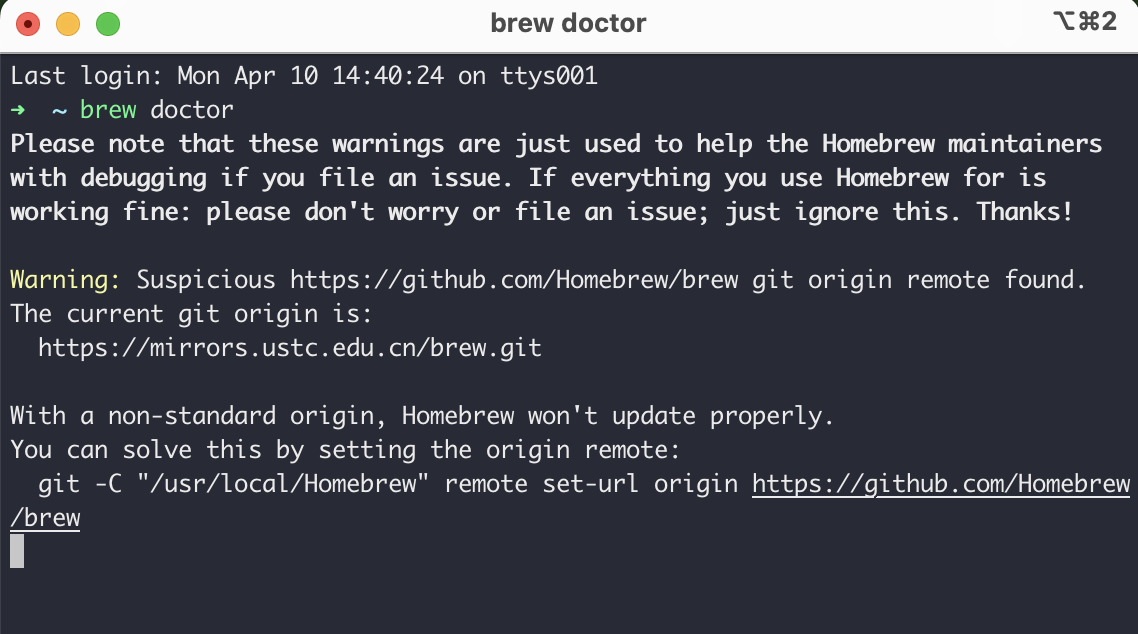 brew doctor
⌥⌘2
Last login: Mon Apr 10 14:40:24 on ttys001
➜  ~ brew doctor
Please note that these warnings are just used to help the Homebrew maintainers
with debugging if you file an issue. If everything you use Homebrew for is
working fine: please don't worry or file an issue; just ignore this. Thanks!

Warning: Suspicious https://github.com/Homebrew/brew git origin remote found.
The current git origin is:
  https://mirrors.ustc.edu.cn/brew.git

With a non-standard origin, Homebrew won't update properly.
You can solve this by setting the origin remote:
  git -C "/usr/local/Homebrew" remote set-url origin https://github.com/Homebrew
/brew